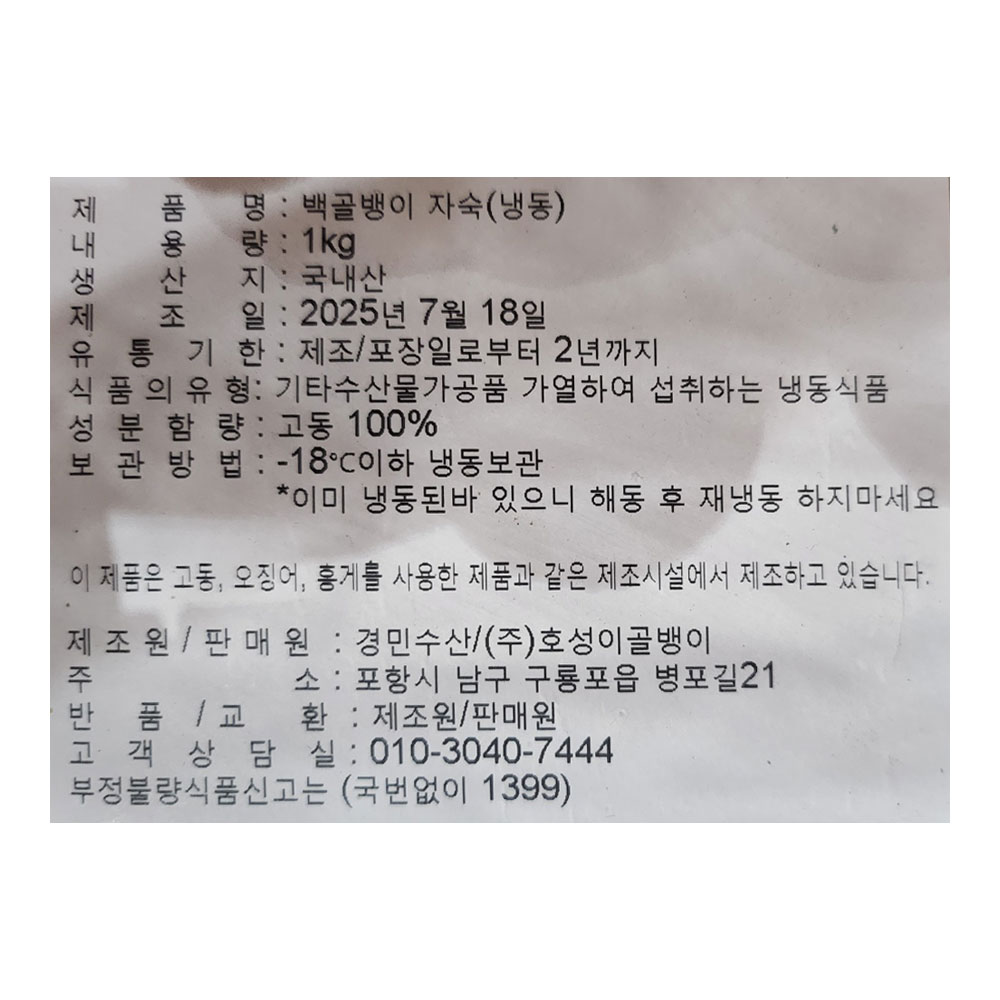 제 품 명 : 백골뱅이 자숙(냉동)
내 용 량 : 1kg
생 산 지 : 국내산
제 조 일 : 2025년 7월 18일
유 통 기 한 : 제조/포장일로부터 2년까지
식 품 의 유 형 : 기타수산물가공품 가열하여 섭취하는 냉동식품
성 분 함 량 : 고동 100%
보 관 방 법 : -18℃이하 냉동보관
*이미 냉동된바 있으니 해동 후 재냉동 하지마세요
이 제품은 고동, 오징어, 홍게를 사용한 제품과 같은 제조시설에서 제조하고 있습니다.
제 조 원 / 판 매 원 : 경민수산/(주)호성이골뱅이
주 소 : 포항시 남구 구룡포읍 병포길21
반 품 / 교 환 : 제조원/판매원
고 객 상 담 실 : 010-3040-7444
부정불량식품신고는 (국번없이 1399)